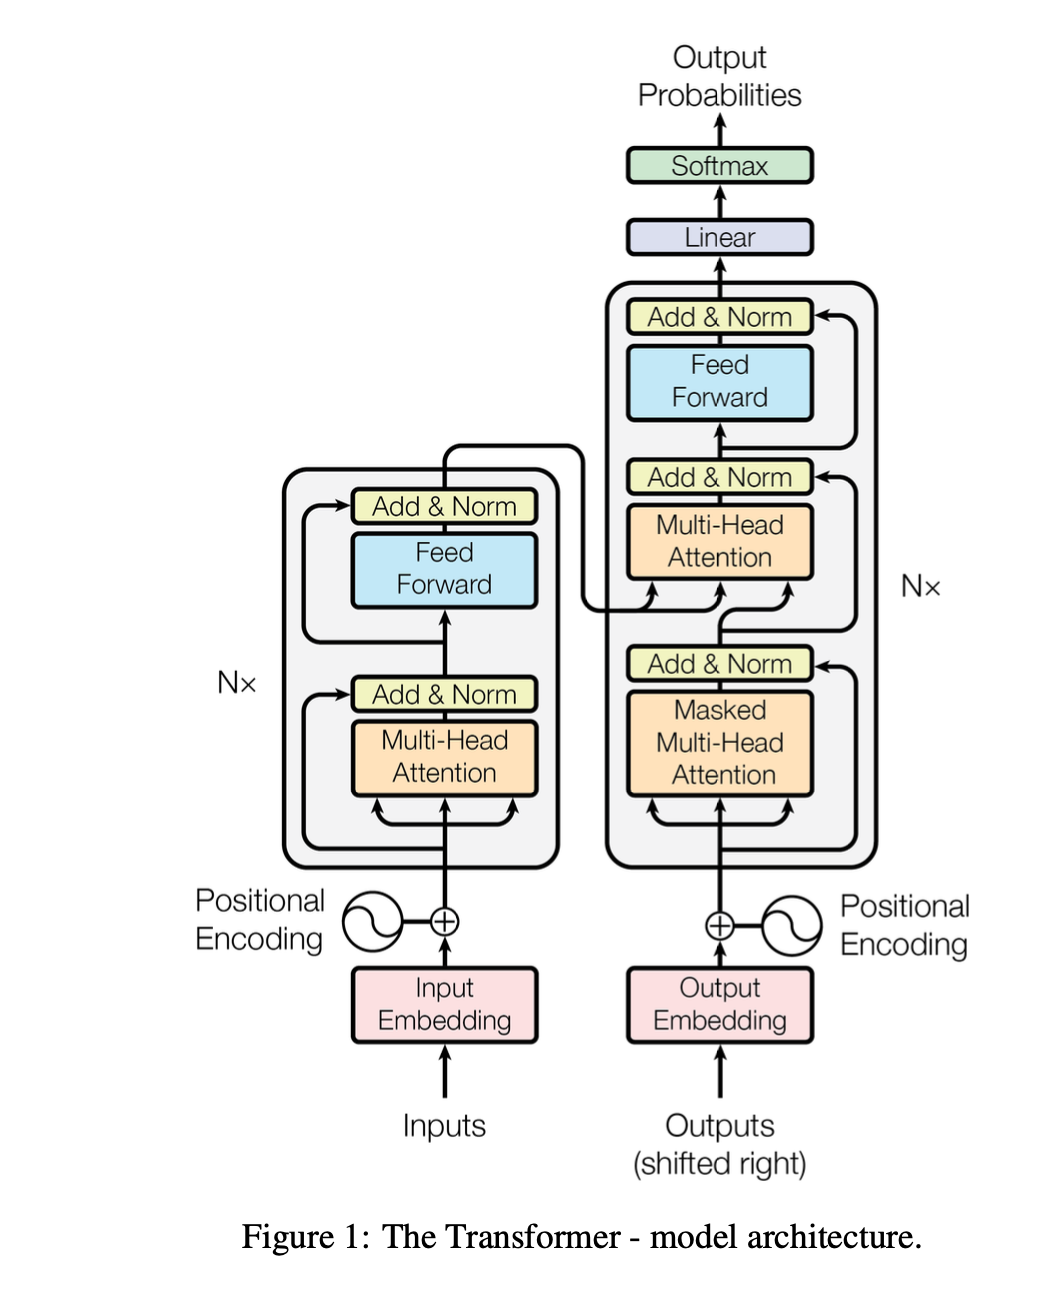 Output
Probabilities
Softmax
Linear
Add & Norm
Feed
Forward
Add & Norm
Multi-Head
Attention
Nx
Add & Norm
Masked
Multi-Head
Attention
Add & Norm
Feed
Forward
Nx
Add & Norm
Multi-Head
Attention
Positional
Encoding
Positional
Encoding
Input
Embedding
Output
Embedding
Inputs
Outputs
(shifted right)
Figure 1: The Transformer - model architecture.